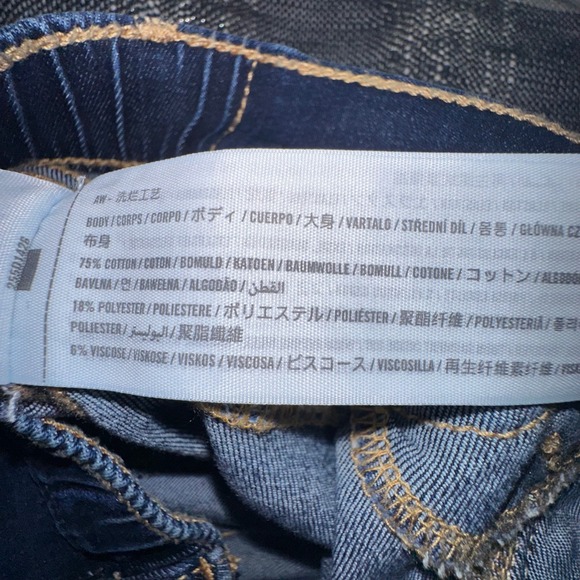 AW - 洗烂工艺
BODY / CORPS / CORPO / ボディ / CUERPO / 大身 / VARTALO / STŘEDNÍ DÍL / 몸통 / GŁÓWNA CZ
布身
75% COTTON / COTON / BOMULD / KATOEN / BAUMWOLLE / BOMULL / COTONE / コットン / ALGOD
BAVLNA / 면 / BAWEŁNA / ALGODÃO / القطن /
18% POLYESTER / POLIESTERE / ポリエステル / POLIÉSTER / 聚酯纤维 / POLYESTERIÄ / 폴리
POLIESTER / البوليستر / 聚脂纖維
6% VISCOSE / VISKOSE / VISKOS / VISCOSA / ビスコース / VISCOSILLA / 再生纤维素纤维 / VISK